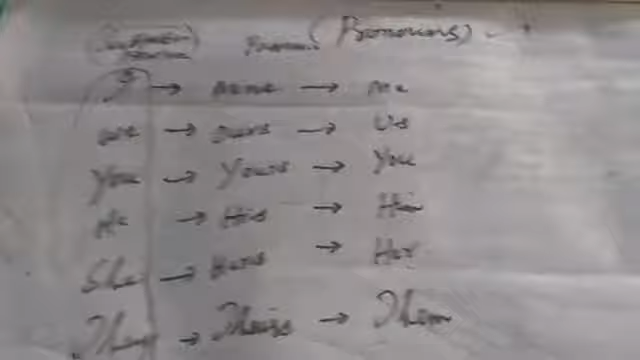 (Pronouns)
I → mine → me
we → ours → Us
You → Yours → You
He → His → Him
She → Hers → Her
They → Theirs → Them